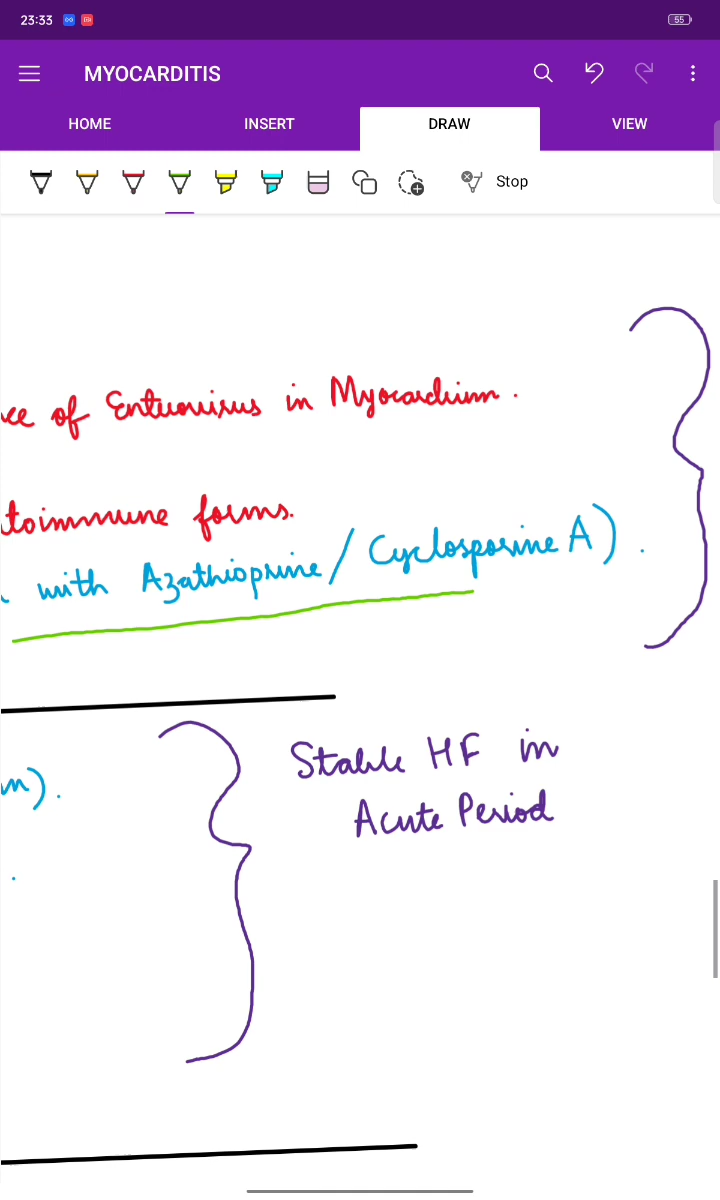 23:33
55
MYOCARDITIS
HOME INSERT DRAW VIEW
Stop
of Enterovirus in Myocardium.
toimmune forms.
with Azathioprine/Cyclosporine A).
Stable HF in
Acute Period